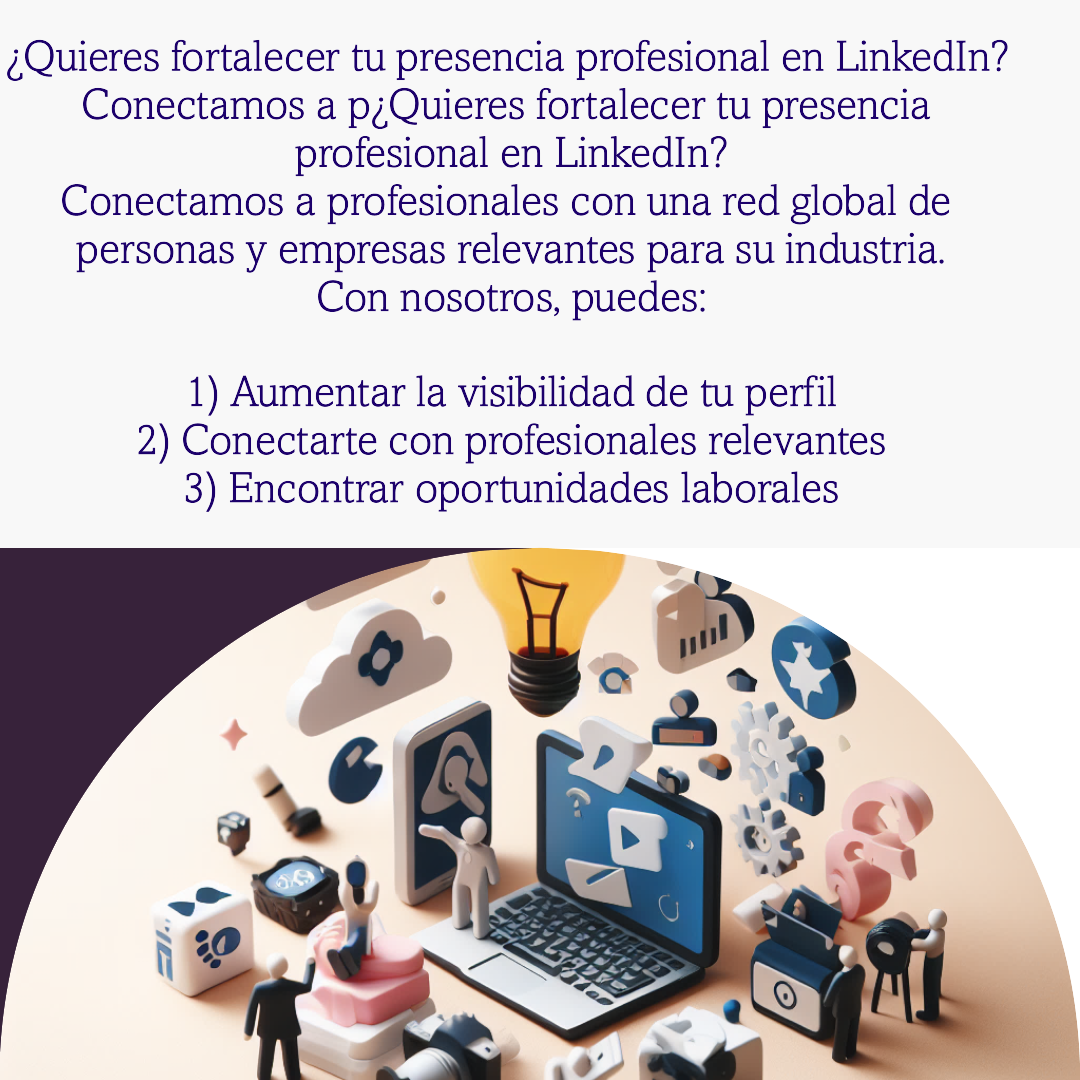 ¿Quieres fortalecer tu presencia profesional en LinkedIn?
Conectamos a p¿Quieres fortalecer tu presencia
profesional en LinkedIn?
Conectamos a profesionales con una red global de
personas y empresas relevantes para su industria.
Con nosotros, puedes:
1) Aumentar la visibilidad de tu perfil
2) Conectarte con profesionales relevantes
3) Encontrar oportunidades laborales